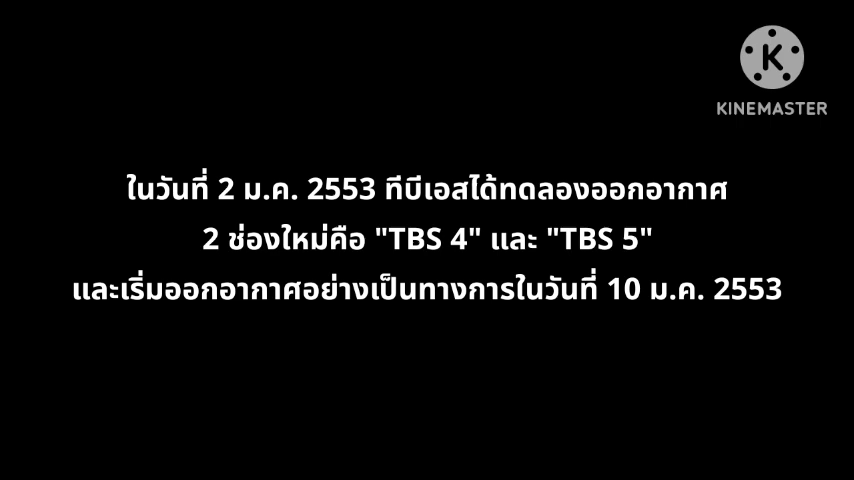 KINEMASTER
ในวันที่ 2 ม.ค. 2553 ทีบีเอสได้ทดลองออกอากาศ
2 ช่องใหม่คือ "TBS 4" และ "TBS 5"
และเริ่มออกอากาศอย่างเป็นทางการในวันที่ 10 ม.ค. 2553